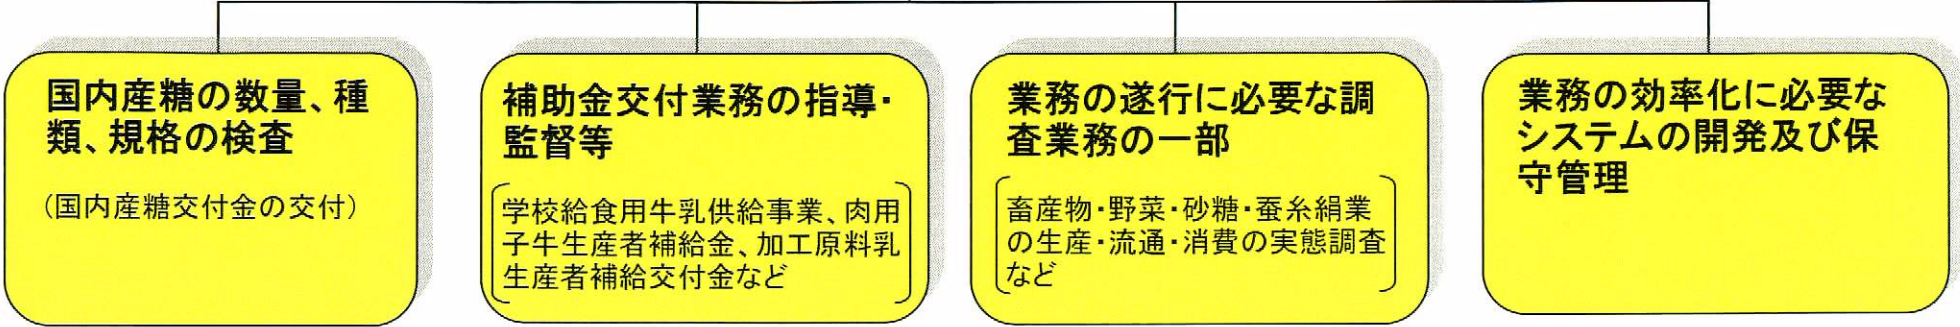 国内産糖の数量、種
類、規格の検査
(国内産糖交付金の交付)
補助金交付業務の指導・
監督等
学校給食用牛乳供給事業、肉用
子牛生産者補給金、加工原料乳
生産者補給交付金など
業務の遂行に必要な調
査業務の一部
畜産物・野菜・砂糖・蚕糸絹業
の生産・流通・消費の実態調査
など
業務の効率化に必要な
システムの開発及び保
守管理